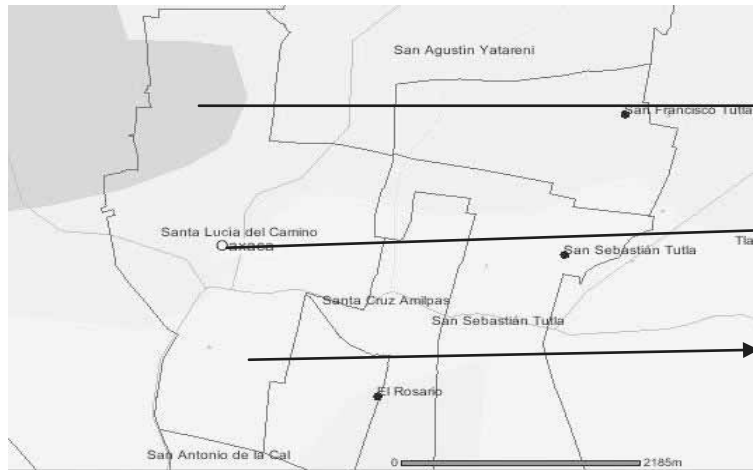 San Agustin Yatareni
San Francisco Tutla
Santa Lucia del Camino
Oaxaca
Tla
San Sebastián Tutla
Santa Cruz Amilpas
San Sebastián Tutla
El Rosario
San Antonio de la Cal
0 2185m